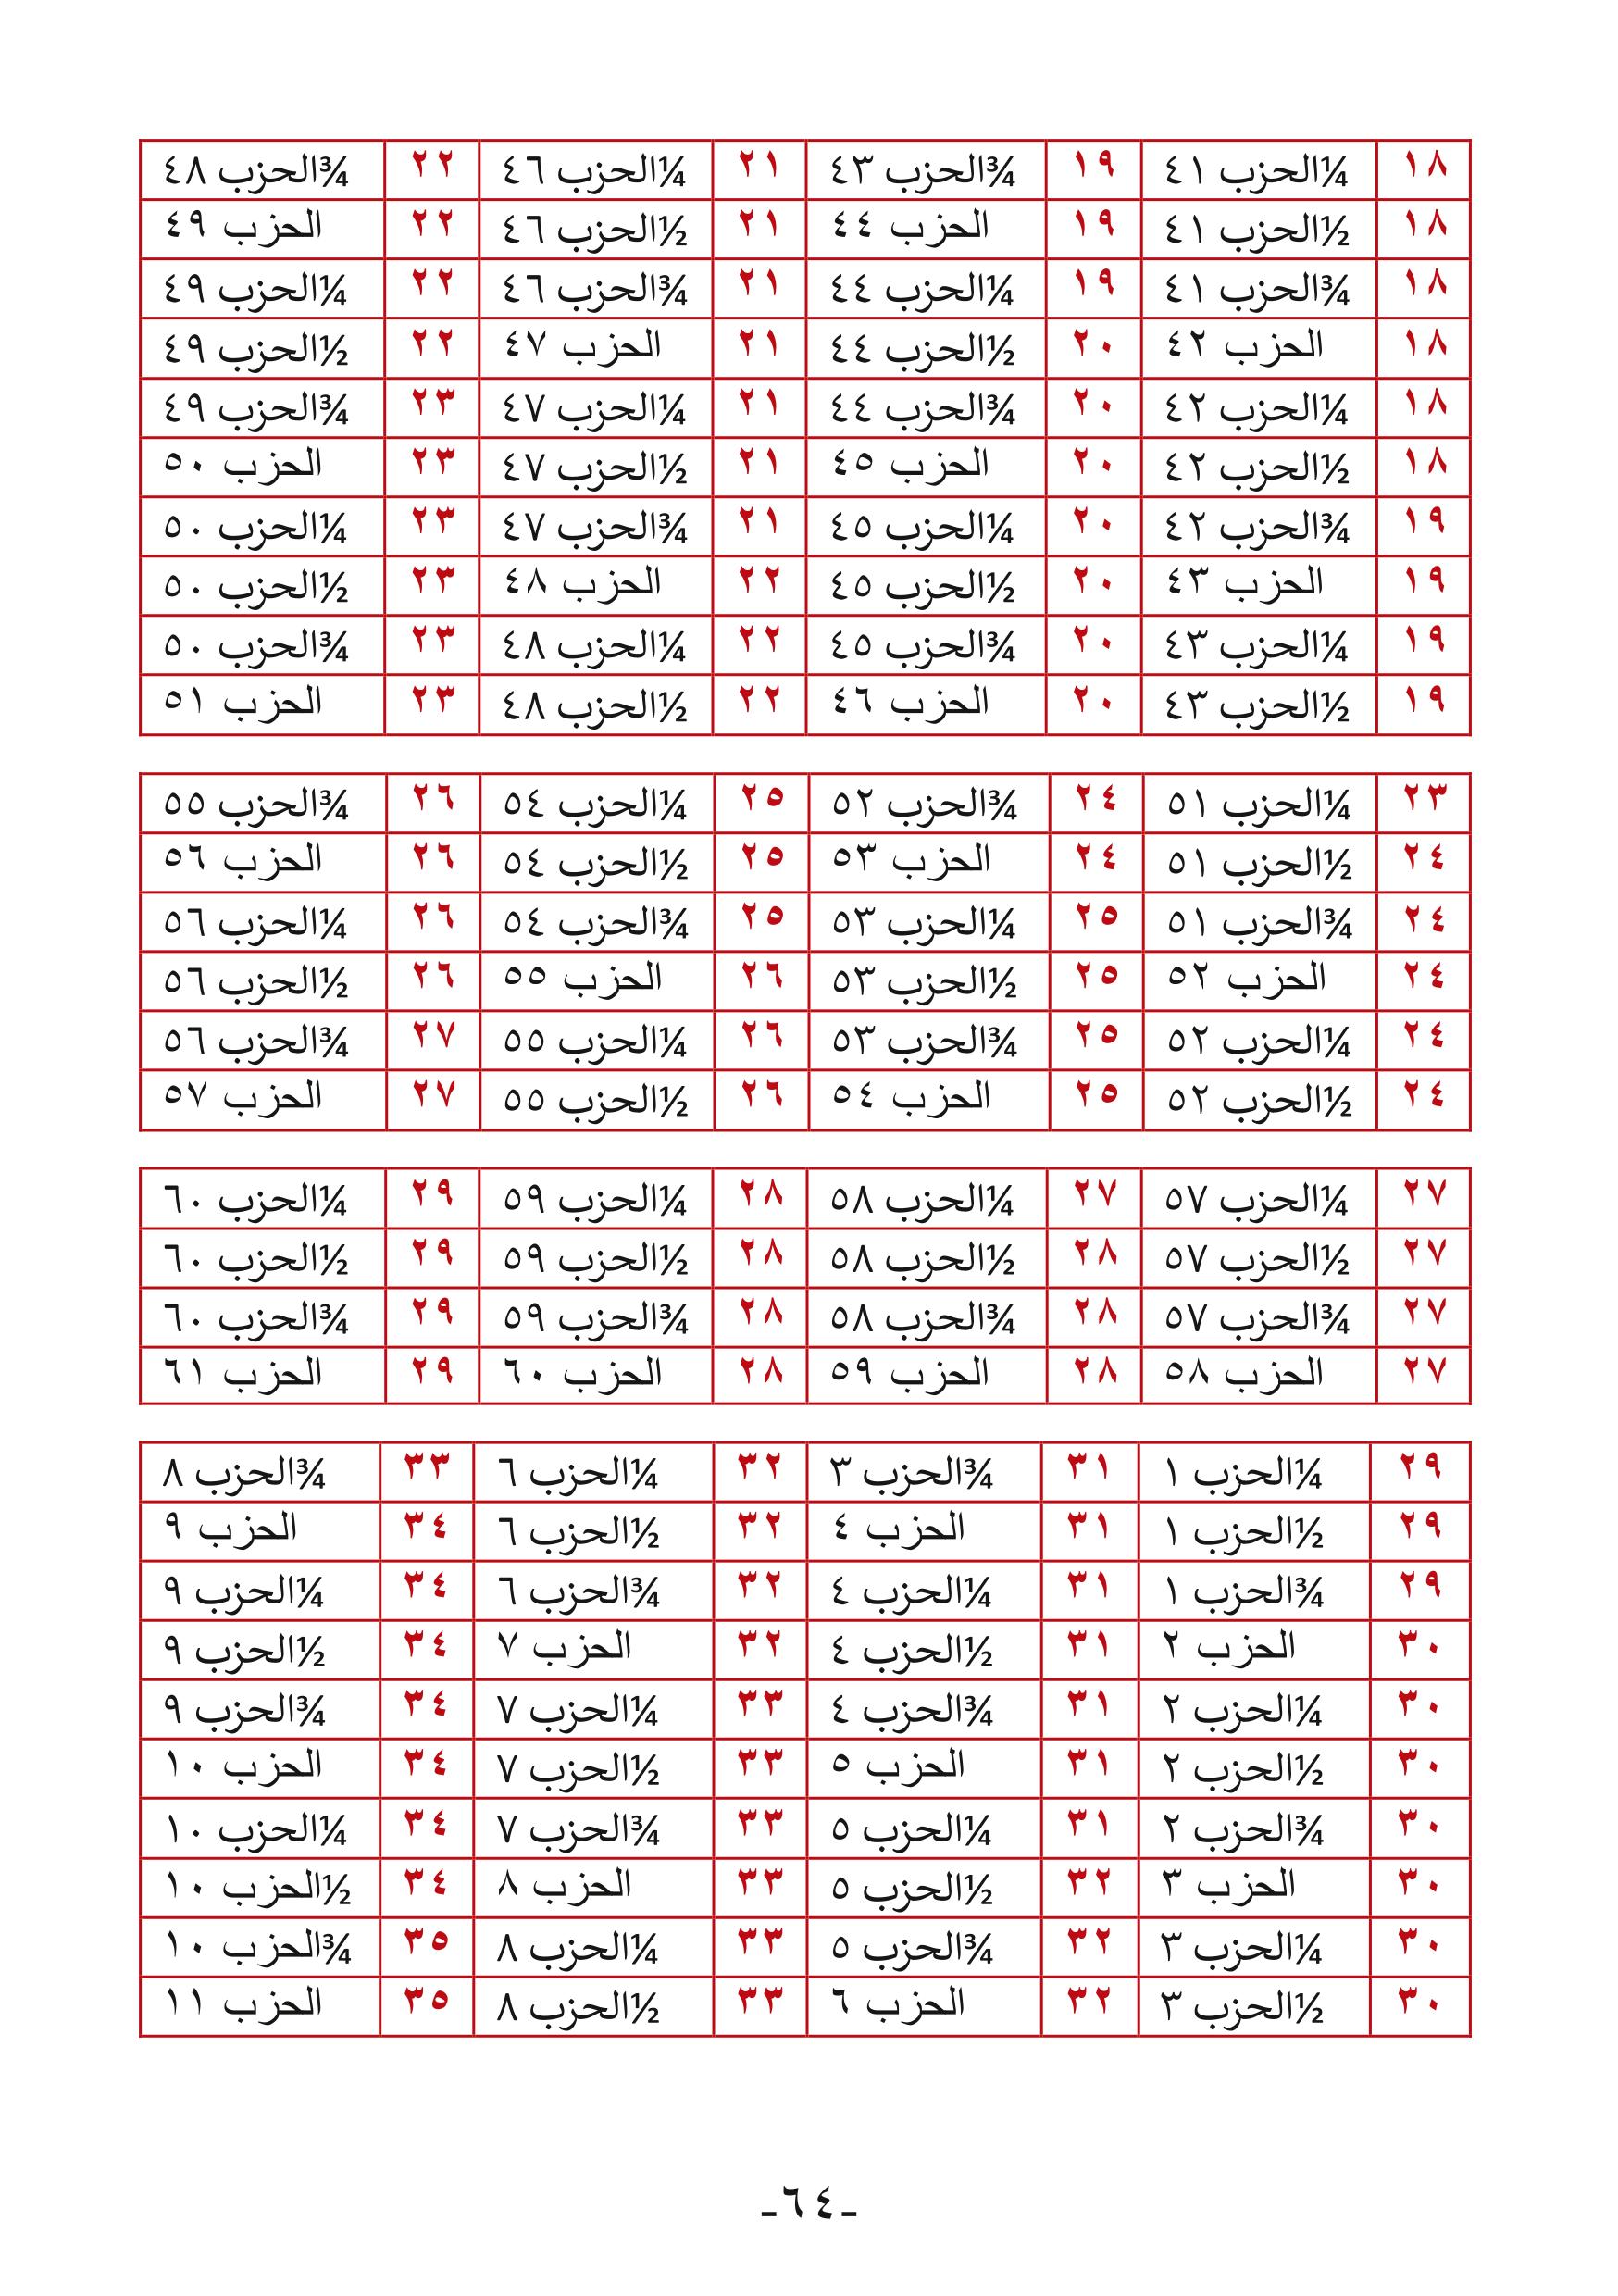 ١٨ ¼الحزب ٤١ ١٩ ¾الحزب ٤٣ ٢١ ¼الحزب ٤٦ ٢٢ ¾الحزب ٤٨
١٨ ½الحزب ٤١ ١٩ الحزب ٤٤ ٢١ ½الحزب ٤٦ ٢٢ الحزب ٤٩
١٨ ¾الحزب ٤١ ١٩ ¼الحزب ٤٤ ٢١ ¾الحزب ٤٦ ٢٢ ¼الحزب ٤٩
١٨ الحزب ٤٢ ٢٠ ½الحزب ٤٤ ٢١ الحزب ٤٧ ٢٢ ½الحزب ٤٩
١٨ ¼الحزب ٤٢ ٢٠ ¾الحزب ٤٤ ٢١ ¼الحزب ٤٧ ٢٣ ¾الحزب ٤٩
١٨ ½الحزب ٤٢ ٢٠ الحزب ٤٥ ٢١ ½الحزب ٤٧ ٢٣ الحزب ٥٠
١٩ ¾الحزب ٤٢ ٢٠ ¼الحزب ٤٥ ٢١ ¾الحزب ٤٧ ٢٣ ¼الحزب ٥٠
١٩ الحزب ٤٣ ٢٠ ½الحزب ٤٥ ٢٢ الحزب ٤٨ ٢٣ ½الحزب ٥٠
١٩ ¼الحزب ٤٣ ٢٠ ¾الحزب ٤٥ ٢٢ ¼الحزب ٤٨ ٢٣ ¾الحزب ٥٠
١٩ ½الحزب ٤٣ ٢٠ الحزب ٤٦ ٢٢ ½الحزب ٤٨ ٢٣ الحزب ٥١
٢٣ ¼الحزب ٥١ ٢٤ ¾الحزب ٥٢ ٢٥ ¼الحزب ٥٤ ٢٦ ¾الحزب ٥٥
٢٤ ½الحزب ٥١ ٢٤ الحزب ٥٣ ٢٥ ½الحزب ٥٤ ٢٦ الحزب ٥٦
٢٤ ¾الحزب ٥١ ٢٥ ¼الحزب ٥٣ ٢٥ ¾الحزب ٥٤ ٢٦ ¼الحزب ٥٦
٢٤ الحزب ٥٢ ٢٥ ½الحزب ٥٣ ٢٦ الحزب ٥٥ ٢٦ ½الحزب ٥٦
٢٤ ¼الحزب ٥٢ ٢٥ ¾الحزب ٥٣ ٢٦ ¼الحزب ٥٥ ٢٧ ¾الحزب ٥٦
٢٤ ½الحزب ٥٢ ٢٥ الحزب ٥٤ ٢٦ ½الحزب ٥٥ ٢٧ الحزب ٥٧
٢٧ ¼الحزب ٥٧ ٢٧ ¼الحزب ٥٨ ٢٨ ¼الحزب ٥٩ ٢٩ ¼الحزب ٦٠
٢٧ ½الحزب ٥٧ ٢٨ ½الحزب ٥٨ ٢٨ ½الحزب ٥٩ ٢٩ ½الحزب ٦٠
٢٧ ¾الحزب ٥٧ ٢٨ ¾الحزب ٥٨ ٢٨ ¾الحزب ٥٩ ٢٩ ¾الحزب ٦٠
٢٧ الحزب ٥٨ ٢٨ الحزب ٥٩ ٢٨ الحزب ٦٠ ٢٩ الحزب ٦١
٢٩ ¼الحزب ١ ٣١ ¾الحزب ٣ ٣٢ ¼الحزب ٦ ٣٣ ¾الحزب ٨
٢٩ ½الحزب ١ ٣١ الحزب ٤ ٣٢ ½الحزب ٦ ٣٤ الحزب ٩
٢٩ ¾الحزب ١ ٣١ ¼الحزب ٤ ٣٢ ¾الحزب ٦ ٣٤ ¼الحزب ٩
٣٠ الحزب ٢ ٣١ ½الحزب ٤ ٣٢ الحزب ٧ ٣٤ ½الحزب ٩
٣٠ ¼الحزب ٢ ٣١ ¾الحزب ٤ ٣٣ ¼الحزب ٧ ٣٤ ¾الحزب ٩
٣٠ ½الحزب ٢ ٣١ الحزب ٥ ٣٣ ½الحزب ٧ ٣٤ الحزب ١٠
٣٠ ¾الحزب ٢ ٣١ ¼الحزب ٥ ٣٣ ¾الحزب ٧ ٣٤ ¼الحزب ١٠
٣٠ الحزب ٣ ٣٢ ½الحزب ٥ ٣٣ الحزب ٨ ٣٤ ½الحزب ١٠
٣٠ ¼الحزب ٣ ٣٢ ¾الحزب ٥ ٣٣ ¼الحزب ٨ ٣٥ ¾الحزب ١٠
٣٠ ½الحزب ٣ ٣٢ الحزب ٦ ٣٣ ½الحزب ٨ ٣٥ الحزب ١١
-٦٤-